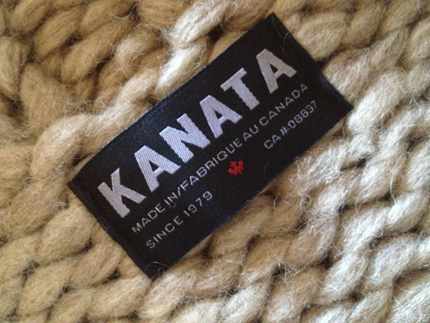 KANATA
MADE IN/FABRIQUE AU CANADA
SINCE 1979 CA#08837